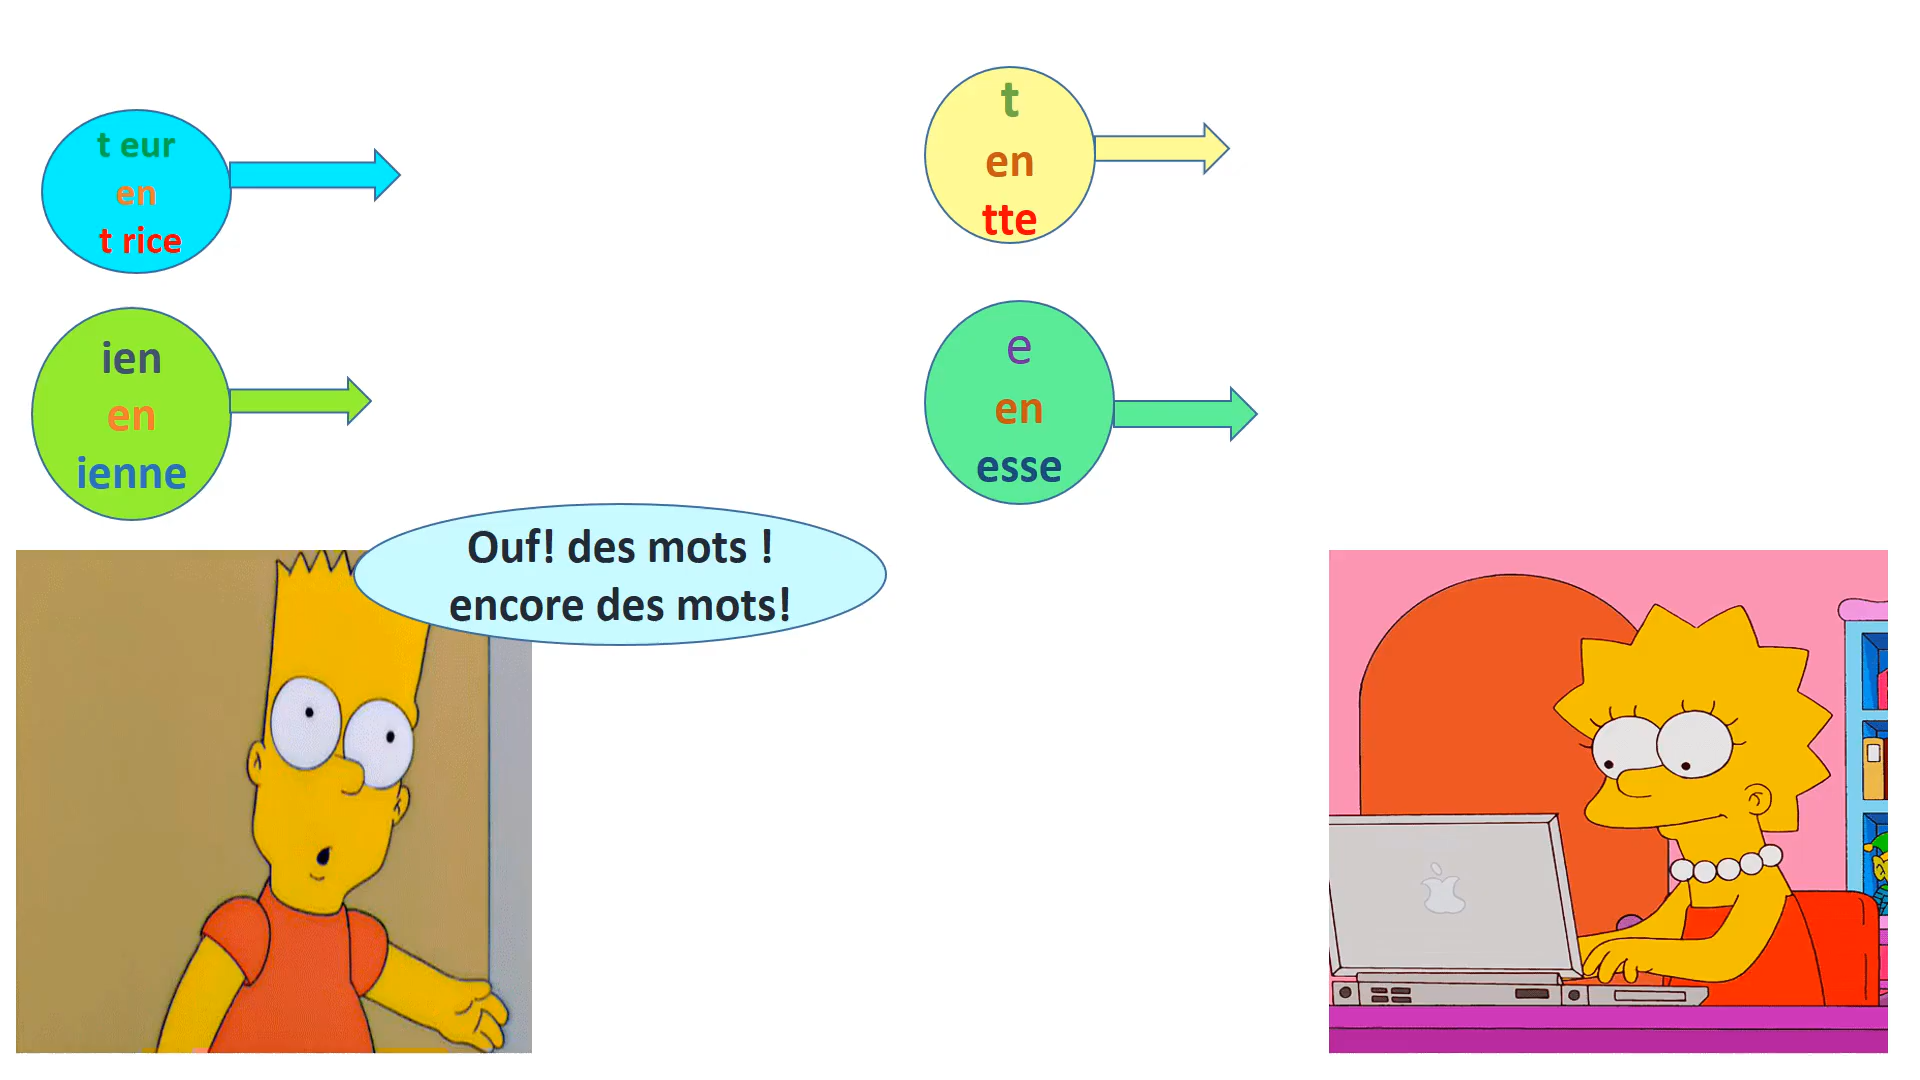 t eur
en
t rice
t
en
tte
ien
en
ienne
e
en
esse
Ouf! des mots !
encore des mots!